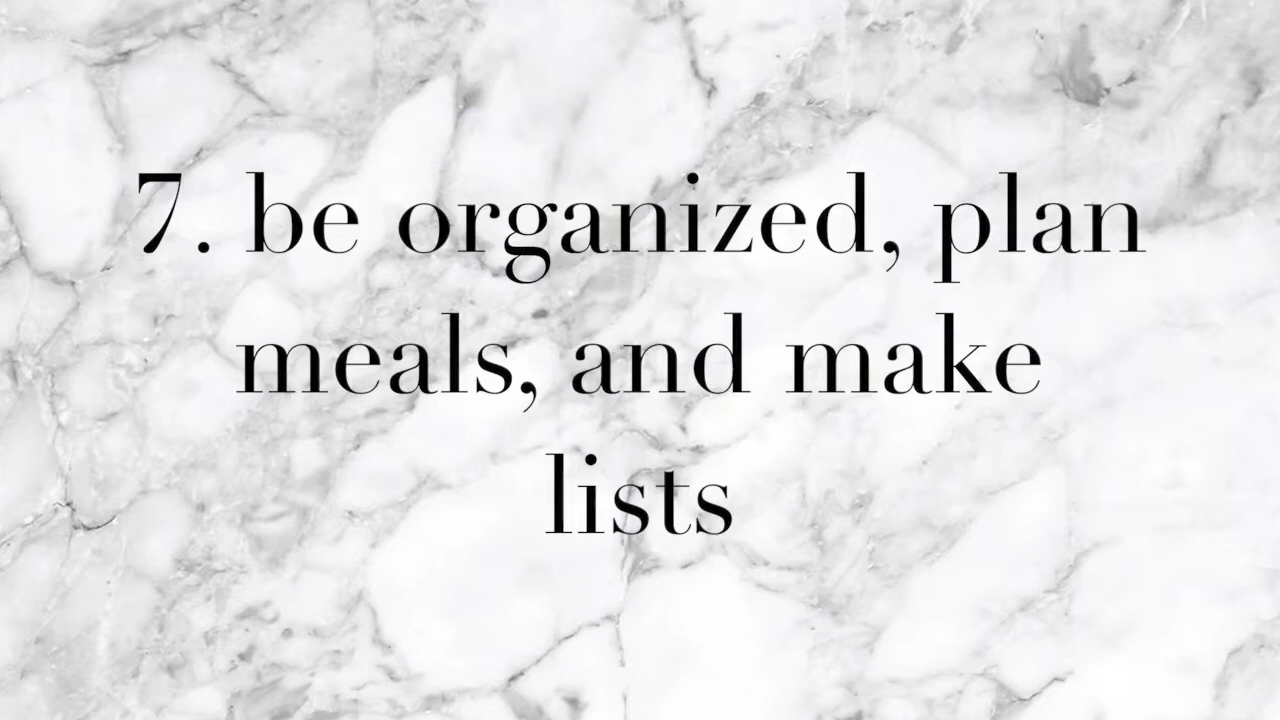 7. be organized, plan
meals, and make
lists